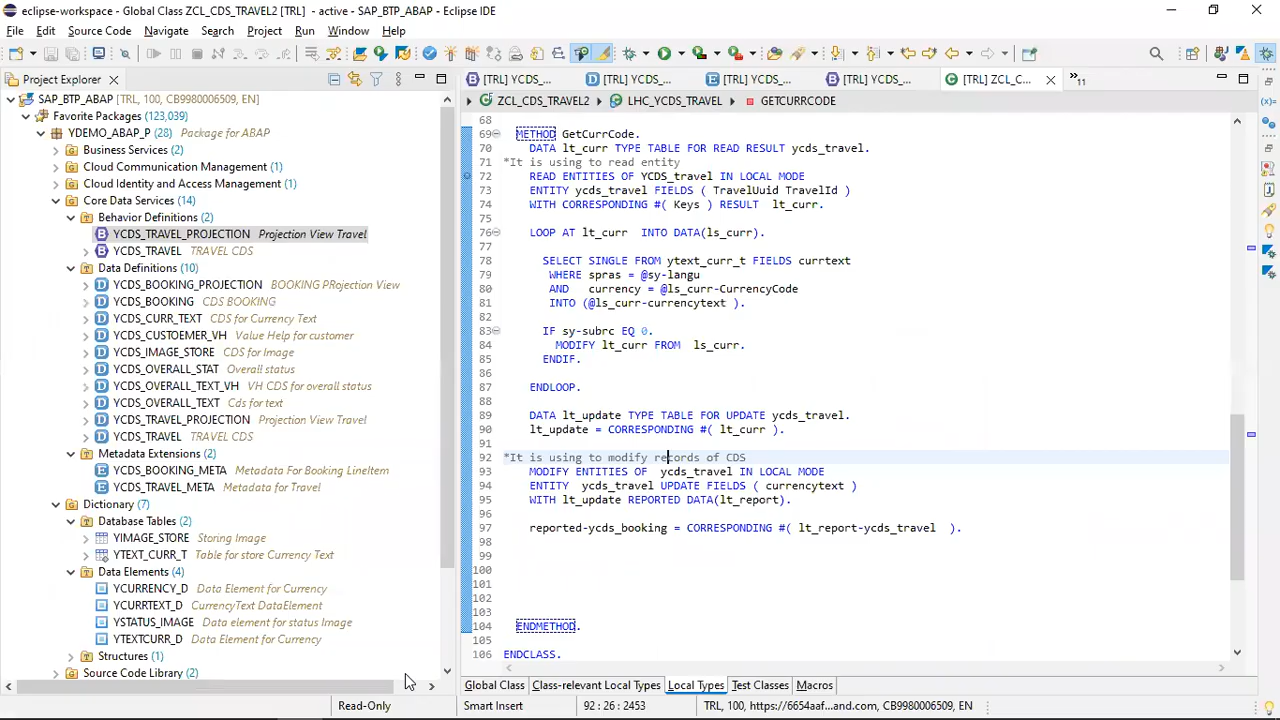 eclipse-workspace - Global Class ZCL_CDS_TRAVEL2 [TRL] - active - SAP_BTP_ABAP - Eclipse IDE
File Edit Source Code Navigate Search Project Run Window Help
Project Explorer
[TRL] YCDS_... [TRL] YCDS_... [TRL] YCDS_... [TRL] YCDS_... [TRL] ZCL_C... 11
SAP_BTP_ABAP [TRL, 100, CB9980006509, EN]
ZCL_CDS_TRAVEL2 LHC_YCDS_TRAVEL GETCURRCODE
Favorite Packages (123,039)
YDEMO_ABAP_P (28) Package for ABAP
Business Services (2)
Cloud Communication Management (1)
Cloud Identity and Access Management (1)
Core Data Services (14)
Behavior Definitions (2)
YCDS_TRAVEL_PROJECTION Projection View Travel
YCDS_TRAVEL TRAVEL CDS
Data Definitions (10)
YCDS_BOOKING_PROJECTION BOOKING PRojection View
YCDS_BOOKING CDS BOOKING
YCDS_CURR_TEXT CDS for Currency Text
YCDS_CUSTOEMER_VH Value Help for customer
YCDS_IMAGE_STORE CDS for Image
YCDS_OVERALL_STAT Overall status
YCDS_OVERALL_TEXT_VH VH CDS for overall status
YCDS_OVERALL_TEXT Cds for text
YCDS_TRAVEL_PROJECTION Projection View Travel
YCDS_TRAVEL TRAVEL CDS
Metadata Extensions (2)
YCDS_BOOKING_META Metadata For Booking LineItem
YCDS_TRAVEL_META Metadata for Travel
Dictionary (7)
Database Tables (2)
YIMAGE_STORE Storing Image
YTEXT_CURR_T Table for store Currency Text
Data Elements (4)
YCURRENCY_D Data Element for Currency
YCURRTEXT_D CurrencyText DataElement
YSTATUS_IMAGE Data element for status Image
YTEXTCURR_D Data Element for Currency
Structures (1)
Source Code Library (2)
68
69 METHOD GetCurrCode.
70 DATA lt_curr TYPE TABLE FOR READ RESULT ycds_travel.
71 *It is using to read entity
72 READ ENTITIES OF YCDS_travel IN LOCAL MODE
73 ENTITY ycds_travel FIELDS ( TravelUuid TravelId )
74 WITH CORRESPONDING #( Keys ) RESULT lt_curr.
75
76 LOOP AT lt_curr INTO DATA(ls_curr).
77
78 SELECT SINGLE FROM ytext_curr_t FIELDS currtext
79 WHERE spras = @sy-langu
80 AND currency = @ls_curr-CurrencyCode
81 INTO (@ls_curr-currencytext ).
82
83 IF sy-subrc EQ 0.
84 MODIFY lt_curr FROM ls_curr.
85 ENDIF.
86
87 ENDLOOP.
88
89 DATA lt_update TYPE TABLE FOR UPDATE ycds_travel.
90 lt_update = CORRESPONDING #( lt_curr ).
91
92 *It is using to modify records of CDS
93 MODIFY ENTITIES OF ycds_travel IN LOCAL MODE
94 ENTITY ycds_travel UPDATE FIELDS ( currencytext )
95 WITH lt_update REPORTED DATA(lt_report).
96
97 reported-ycds_booking = CORRESPONDING #( lt_report-ycds_travel ).
98
99
100
101
102
103
104 ENDMETHOD.
105
106 ENDCLASS.
Global Class Class-relevant Local Types Local Types Test Classes Macros
Read-Only Smart Insert 92 : 26 : 2453 TRL, 100, https://6654aaf...and.com, CB9980006509, EN